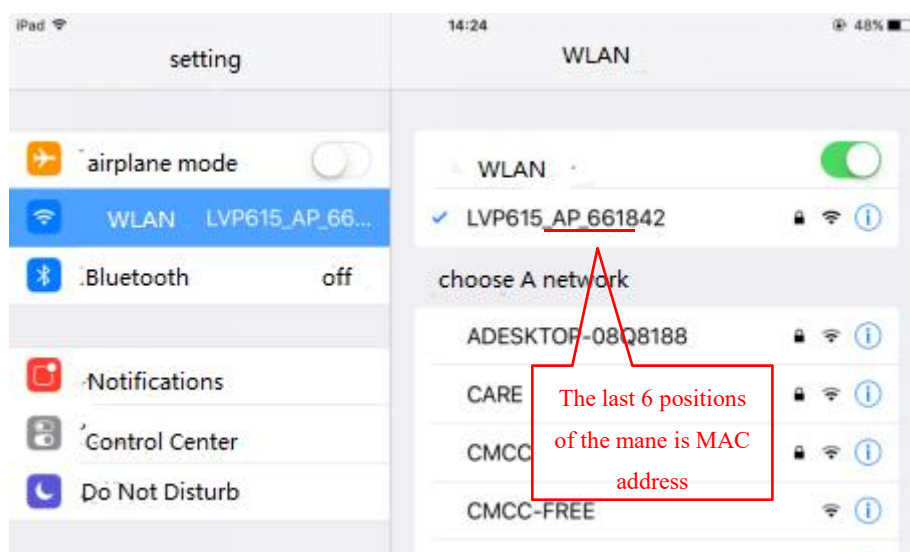 iPad 14:24 48%
setting WLAN
airplane mode
WLAN LVP615_AP_66...
Bluetooth off
Notifications
Control Center
Do Not Disturb
WLAN
LVP615_AP_661842
choose A network
ADESKTOP-08Q8188
CARE
CMCC-
CMCC-FREE
The last 6 positions
of the mane is MAC
address